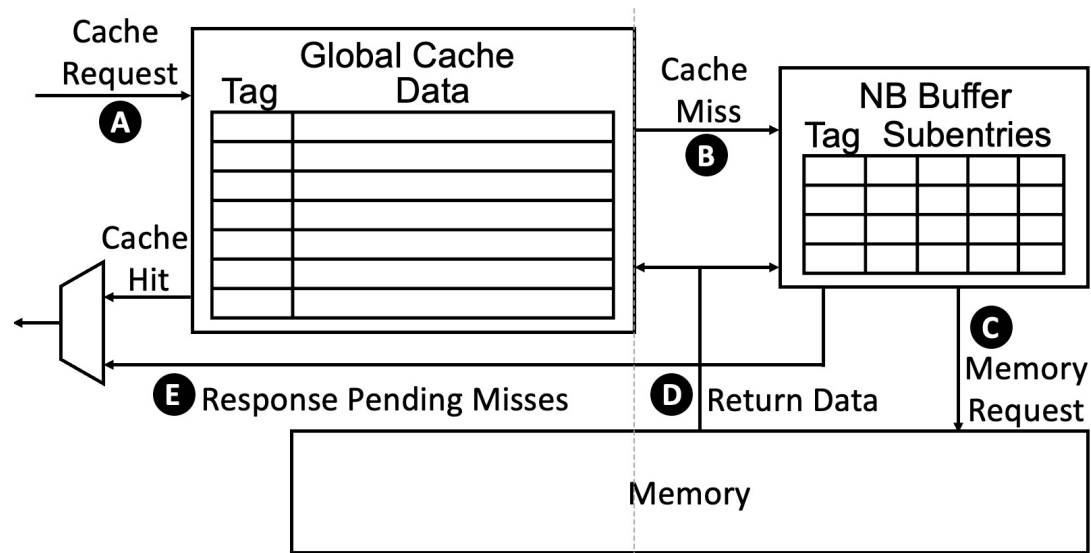 Cache
Request
A
Global Cache
Tag Data
Cache
Miss
B
NB Buffer
Tag Subentries
Cache
Hit
C
Memory
Request
E Response Pending Misses
D Return Data
Memory